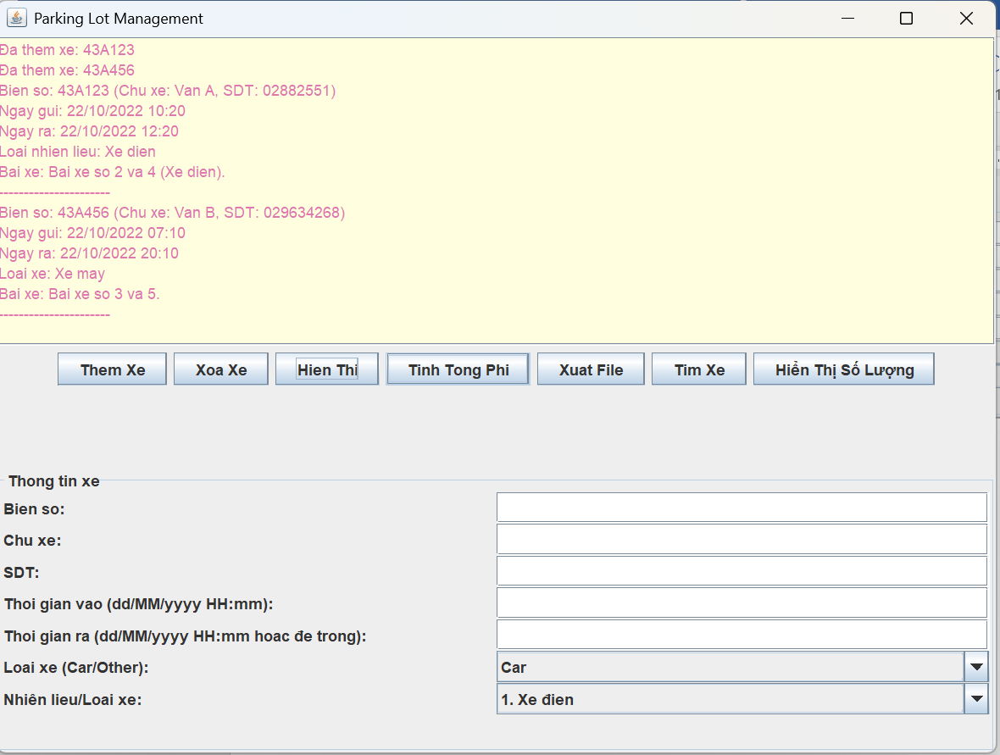 Parking Lot Management
Đa them xe: 43A123
Đa them xe: 43A456
Bien so: 43A123 (Chu xe: Van A, SDT: 02882551)
Ngay gui: 22/10/2022 10:20
Ngay ra: 22/10/2022 12:20
Loai nhien lieu: Xe dien
Bai xe: Bai xe so 2 va 4 (Xe dien).
----------------------
Bien so: 43A456 (Chu xe: Van B, SDT: 029634268)
Ngay gui: 22/10/2022 07:10
Ngay ra: 22/10/2022 20:10
Loai xe: Xe may
Bai xe: Bai xe so 3 va 5.
----------------------
Them Xe Xoa Xe Hien Thi Tinh Tong Phi Xuat File Tim Xe Hiển Thị Số Lượng
Thong tin xe
Bien so:
Chu xe:
SDT:
Thoi gian vao (dd/MM/yyyy HH:mm):
Thoi gian ra (dd/MM/yyyy HH:mm hoac đe trong):
Loai xe (Car/Other): Car
Nhiên lieu/Loai xe: 1. Xe đien